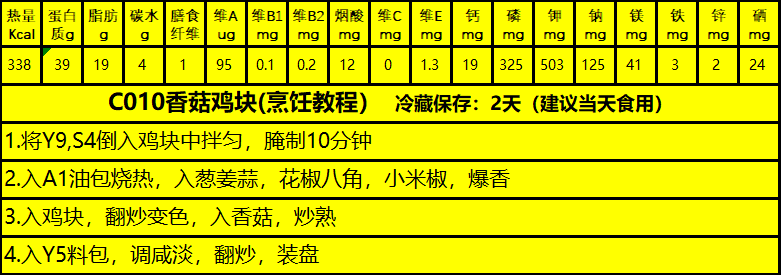 热量 蛋白 脂肪 碳水 膳食 维A 维B1 维B2 烟酸 维C 维E 钙 磷 钾 钠 镁 铁 锌 硒
Kcal 质g g g 纤维 ug mg mg mg mg mg mg mg mg mg mg mg mg mg
338 39 19 4 1 95 0.1 0.2 12 0 1.3 19 325 503 125 41 3 2 24
C010香菇鸡块(烹饪教程） 冷藏保存：2天（建议当天食用）
1.将Y9,S4倒入鸡块中拌匀，腌制10分钟
2.入A1油包烧热，入葱姜蒜，花椒八角，小米椒，爆香
3.入鸡块，翻炒变色，入香菇，炒熟
4.入Y5料包，调咸淡，翻炒，装盘